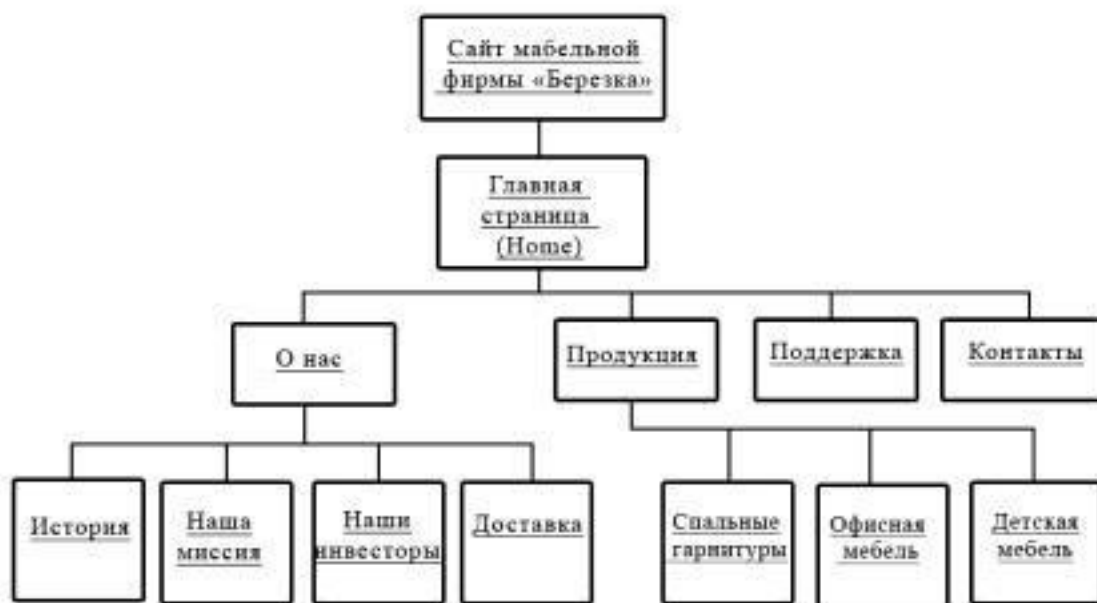 Сайт мабельной
фирмы «Березка»
Главная
страница
(Home)
О нас
Продукция
Поддержка
Контакты
История
Наша
миссия
Наши
инвесторы
Доставка
Спальные
гарнитуры
Офисная
мебель
Детская
мебель